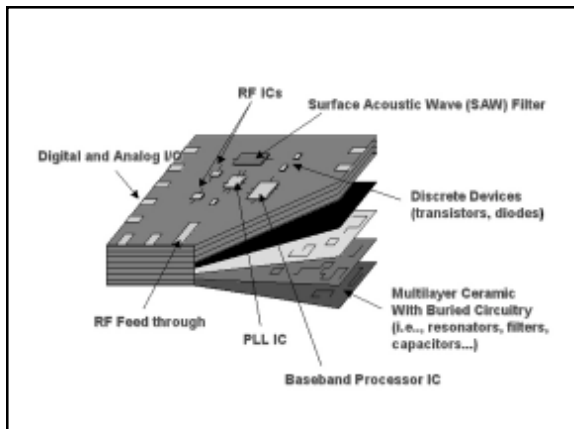 RF ICs
Surface Acoustic Wave (SAW) Filter
Digital and Analog I/O
Discrete Devices
(transistors, diodes)
Multilayer Ceramic
With Buried Circuitry
(i.e.., resonators, filters,
capacitors...)
RF Feed through
PLL IC
Baseband Processor IC